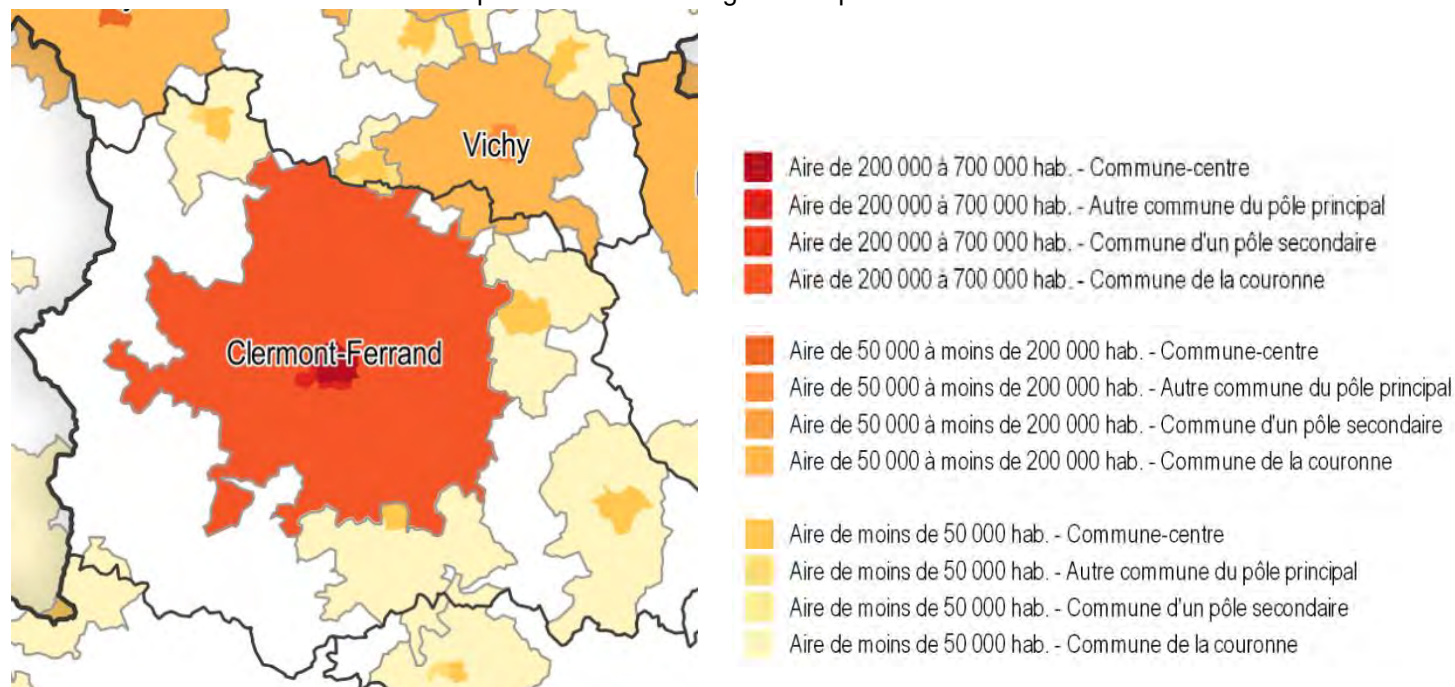 Vichy
Clermont-Ferrand
Aire de 200 000 à 700 000 hab. - Commune-centre
Aire de 200 000 à 700 000 hab. - Autre commune du pôle principal
Aire de 200 000 à 700 000 hab. - Commune d'un pôle secondaire
Aire de 200 000 à 700 000 hab. - Commune de la couronne
Aire de 50 000 à moins de 200 000 hab. - Commune-centre
Aire de 50 000 à moins de 200 000 hab. - Autre commune du pôle principal
Aire de 50 000 à moins de 200 000 hab. - Commune d'un pôle secondaire
Aire de 50 000 à moins de 200 000 hab. - Commune de la couronne
Aire de moins de 50 000 hab. - Commune-centre
Aire de moins de 50 000 hab. - Autre commune du pôle principal
Aire de moins de 50 000 hab. - Commune d'un pôle secondaire
Aire de moins de 50 000 hab. - Commune de la couronne